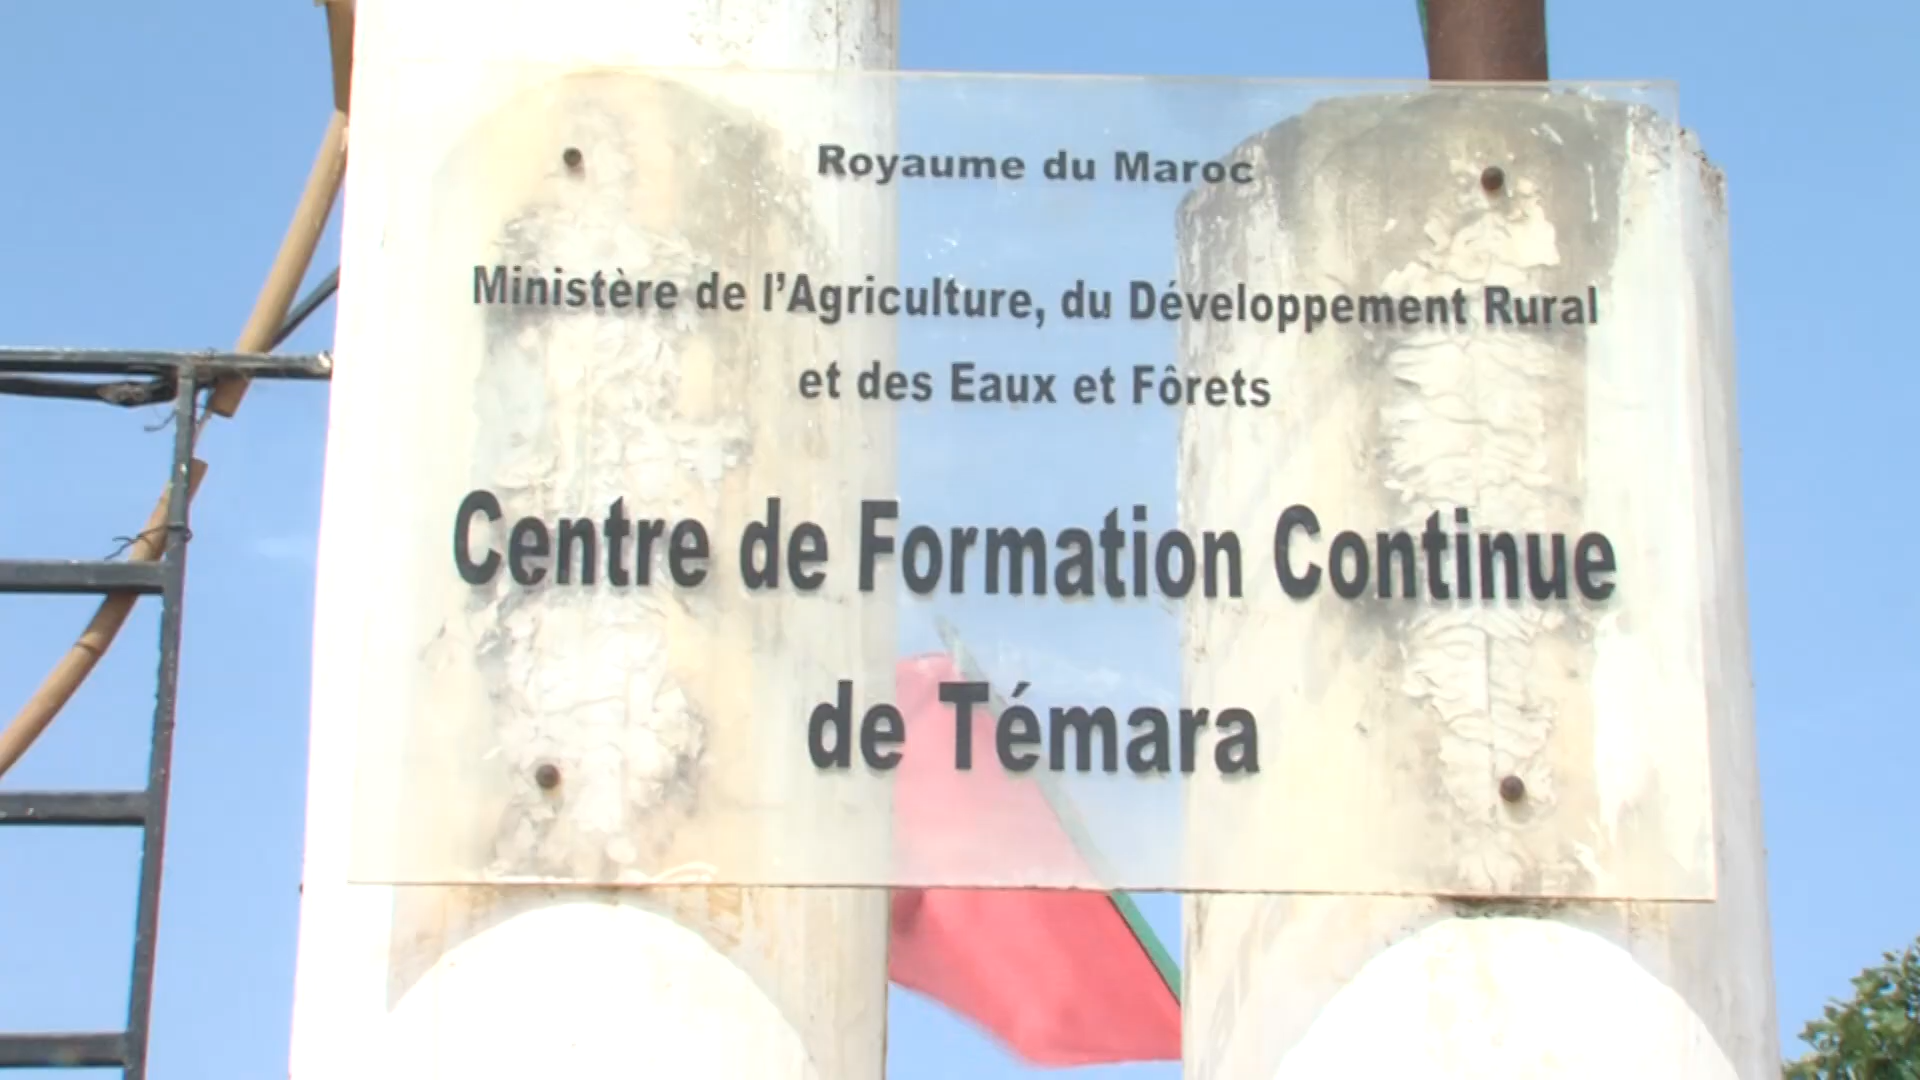 Royaume du Maroc
Ministère de l’Agriculture, du Développement Rural
et des Eaux et Fôrets
Centre de Formation Continue
de Témara